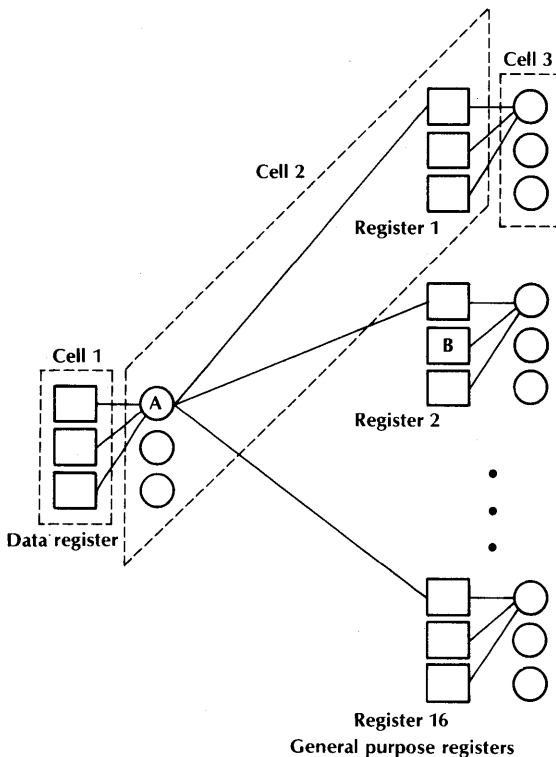 Cell 3
Cell 2
Register 1
Cell 1
A
B
Register 2
Data register
Register 16
General purpose registers